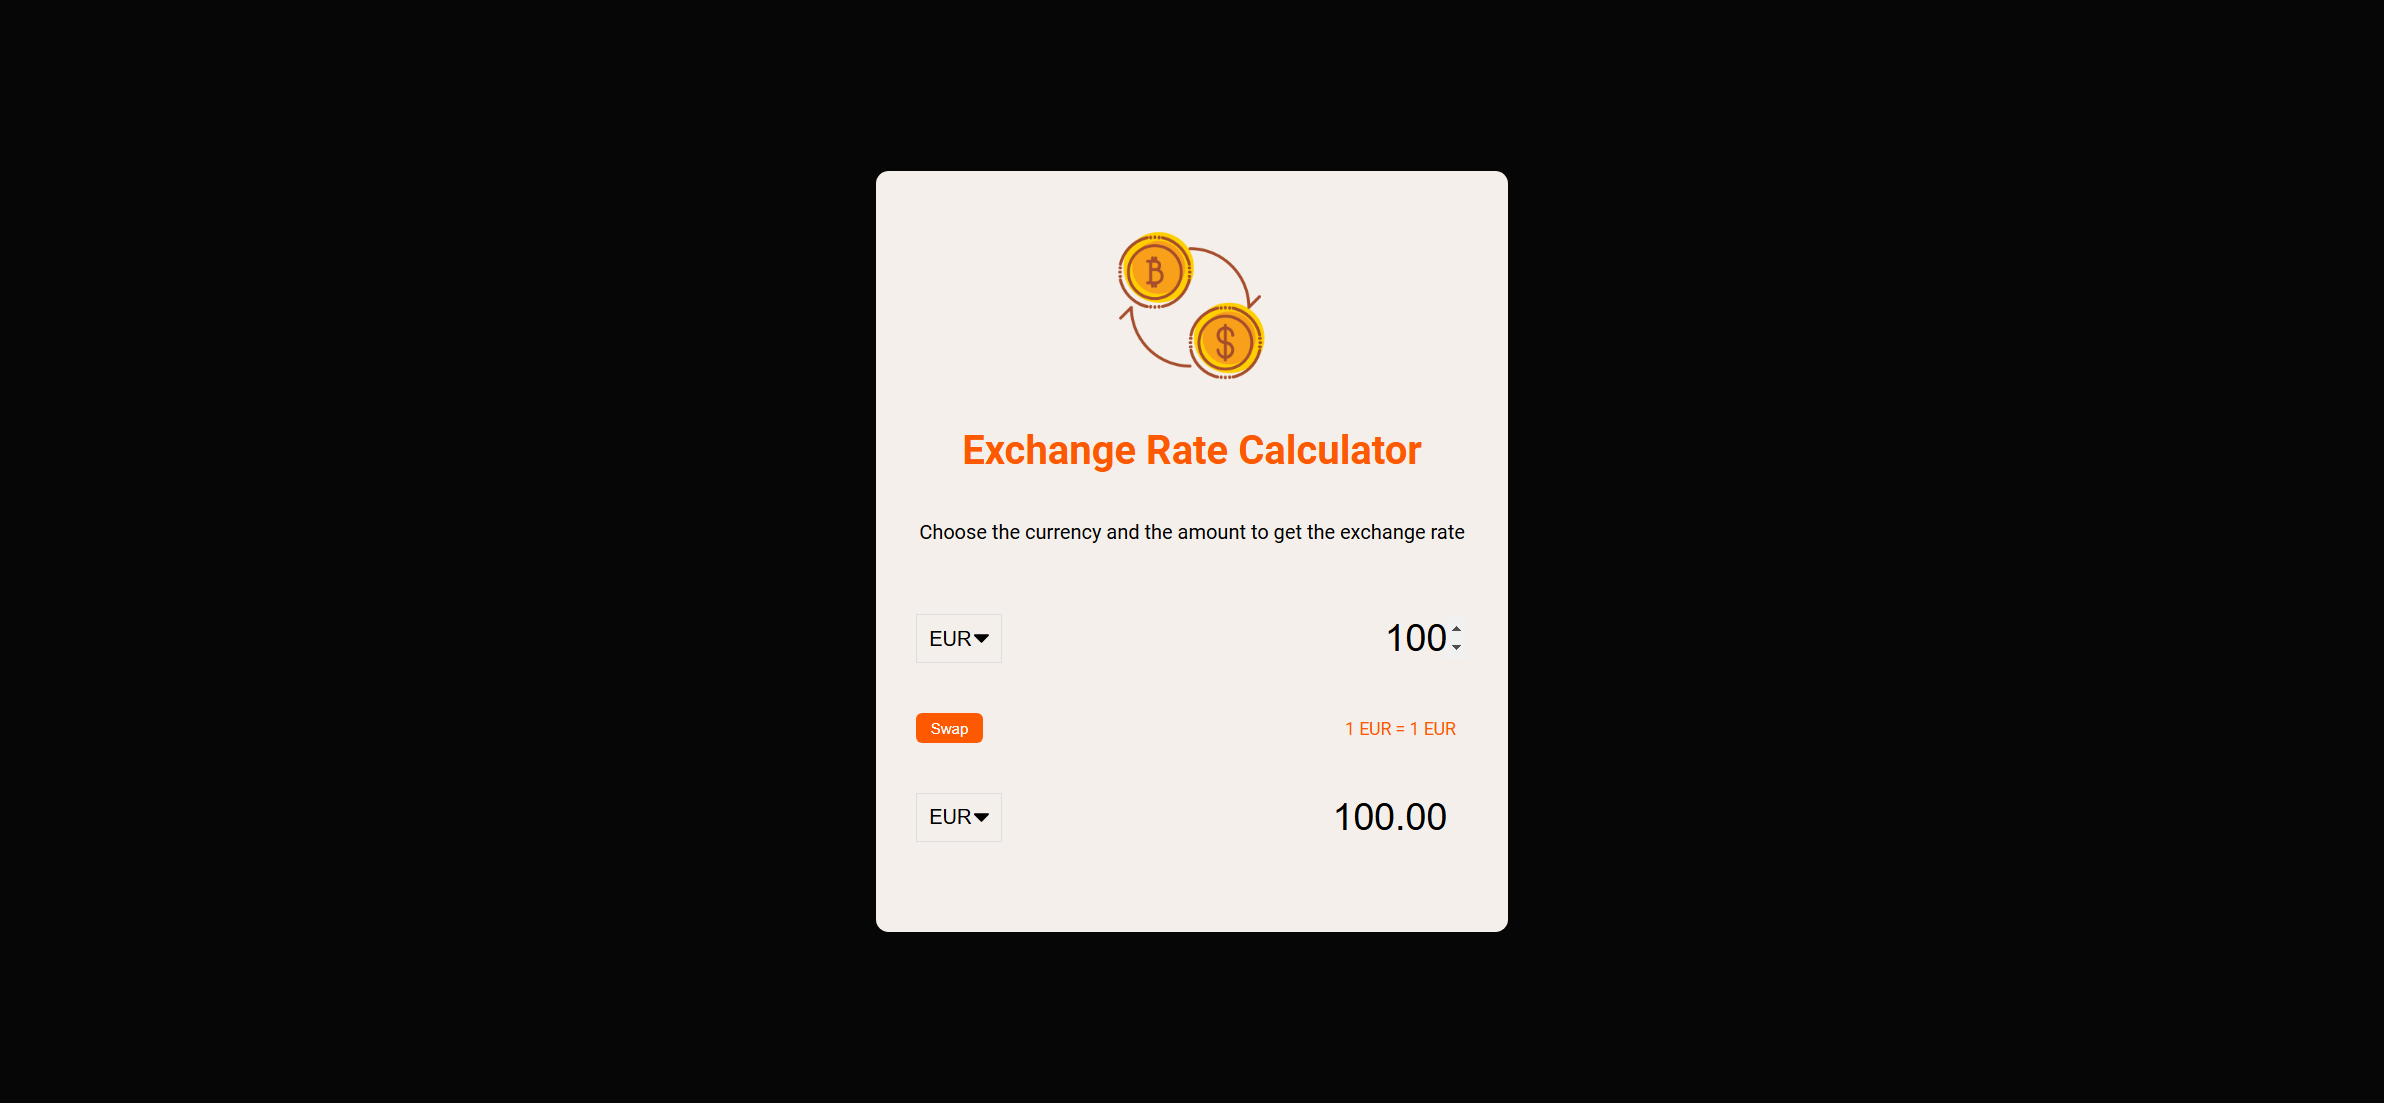 ₿
$
Exchange Rate Calculator
Choose the currency and the amount to get the exchange rate
EUR 100
Swap 1 EUR = 1 EUR
EUR 100.00